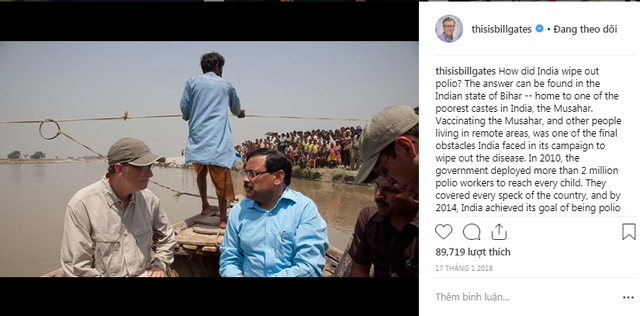 thisisbillgates • Đang theo dõi
thisisbillgates How did India wipe out
polio? The answer can be found in the
Indian state of Bihar -- home to one of the
poorest castes in India, the Musahar.
Vaccinating the Musahar, and other people
living in remote areas, was one of the final
obstacles India faced in its campaign to
wipe out the disease. In 2010, the
government deployed more than 2 million
polio workers to reach every child. They
covered every speck of the country, and by
2014, India achieved its goal of being polio
89,719 lượt thích
17 THÁNG 1 2018
Thêm bình luận...